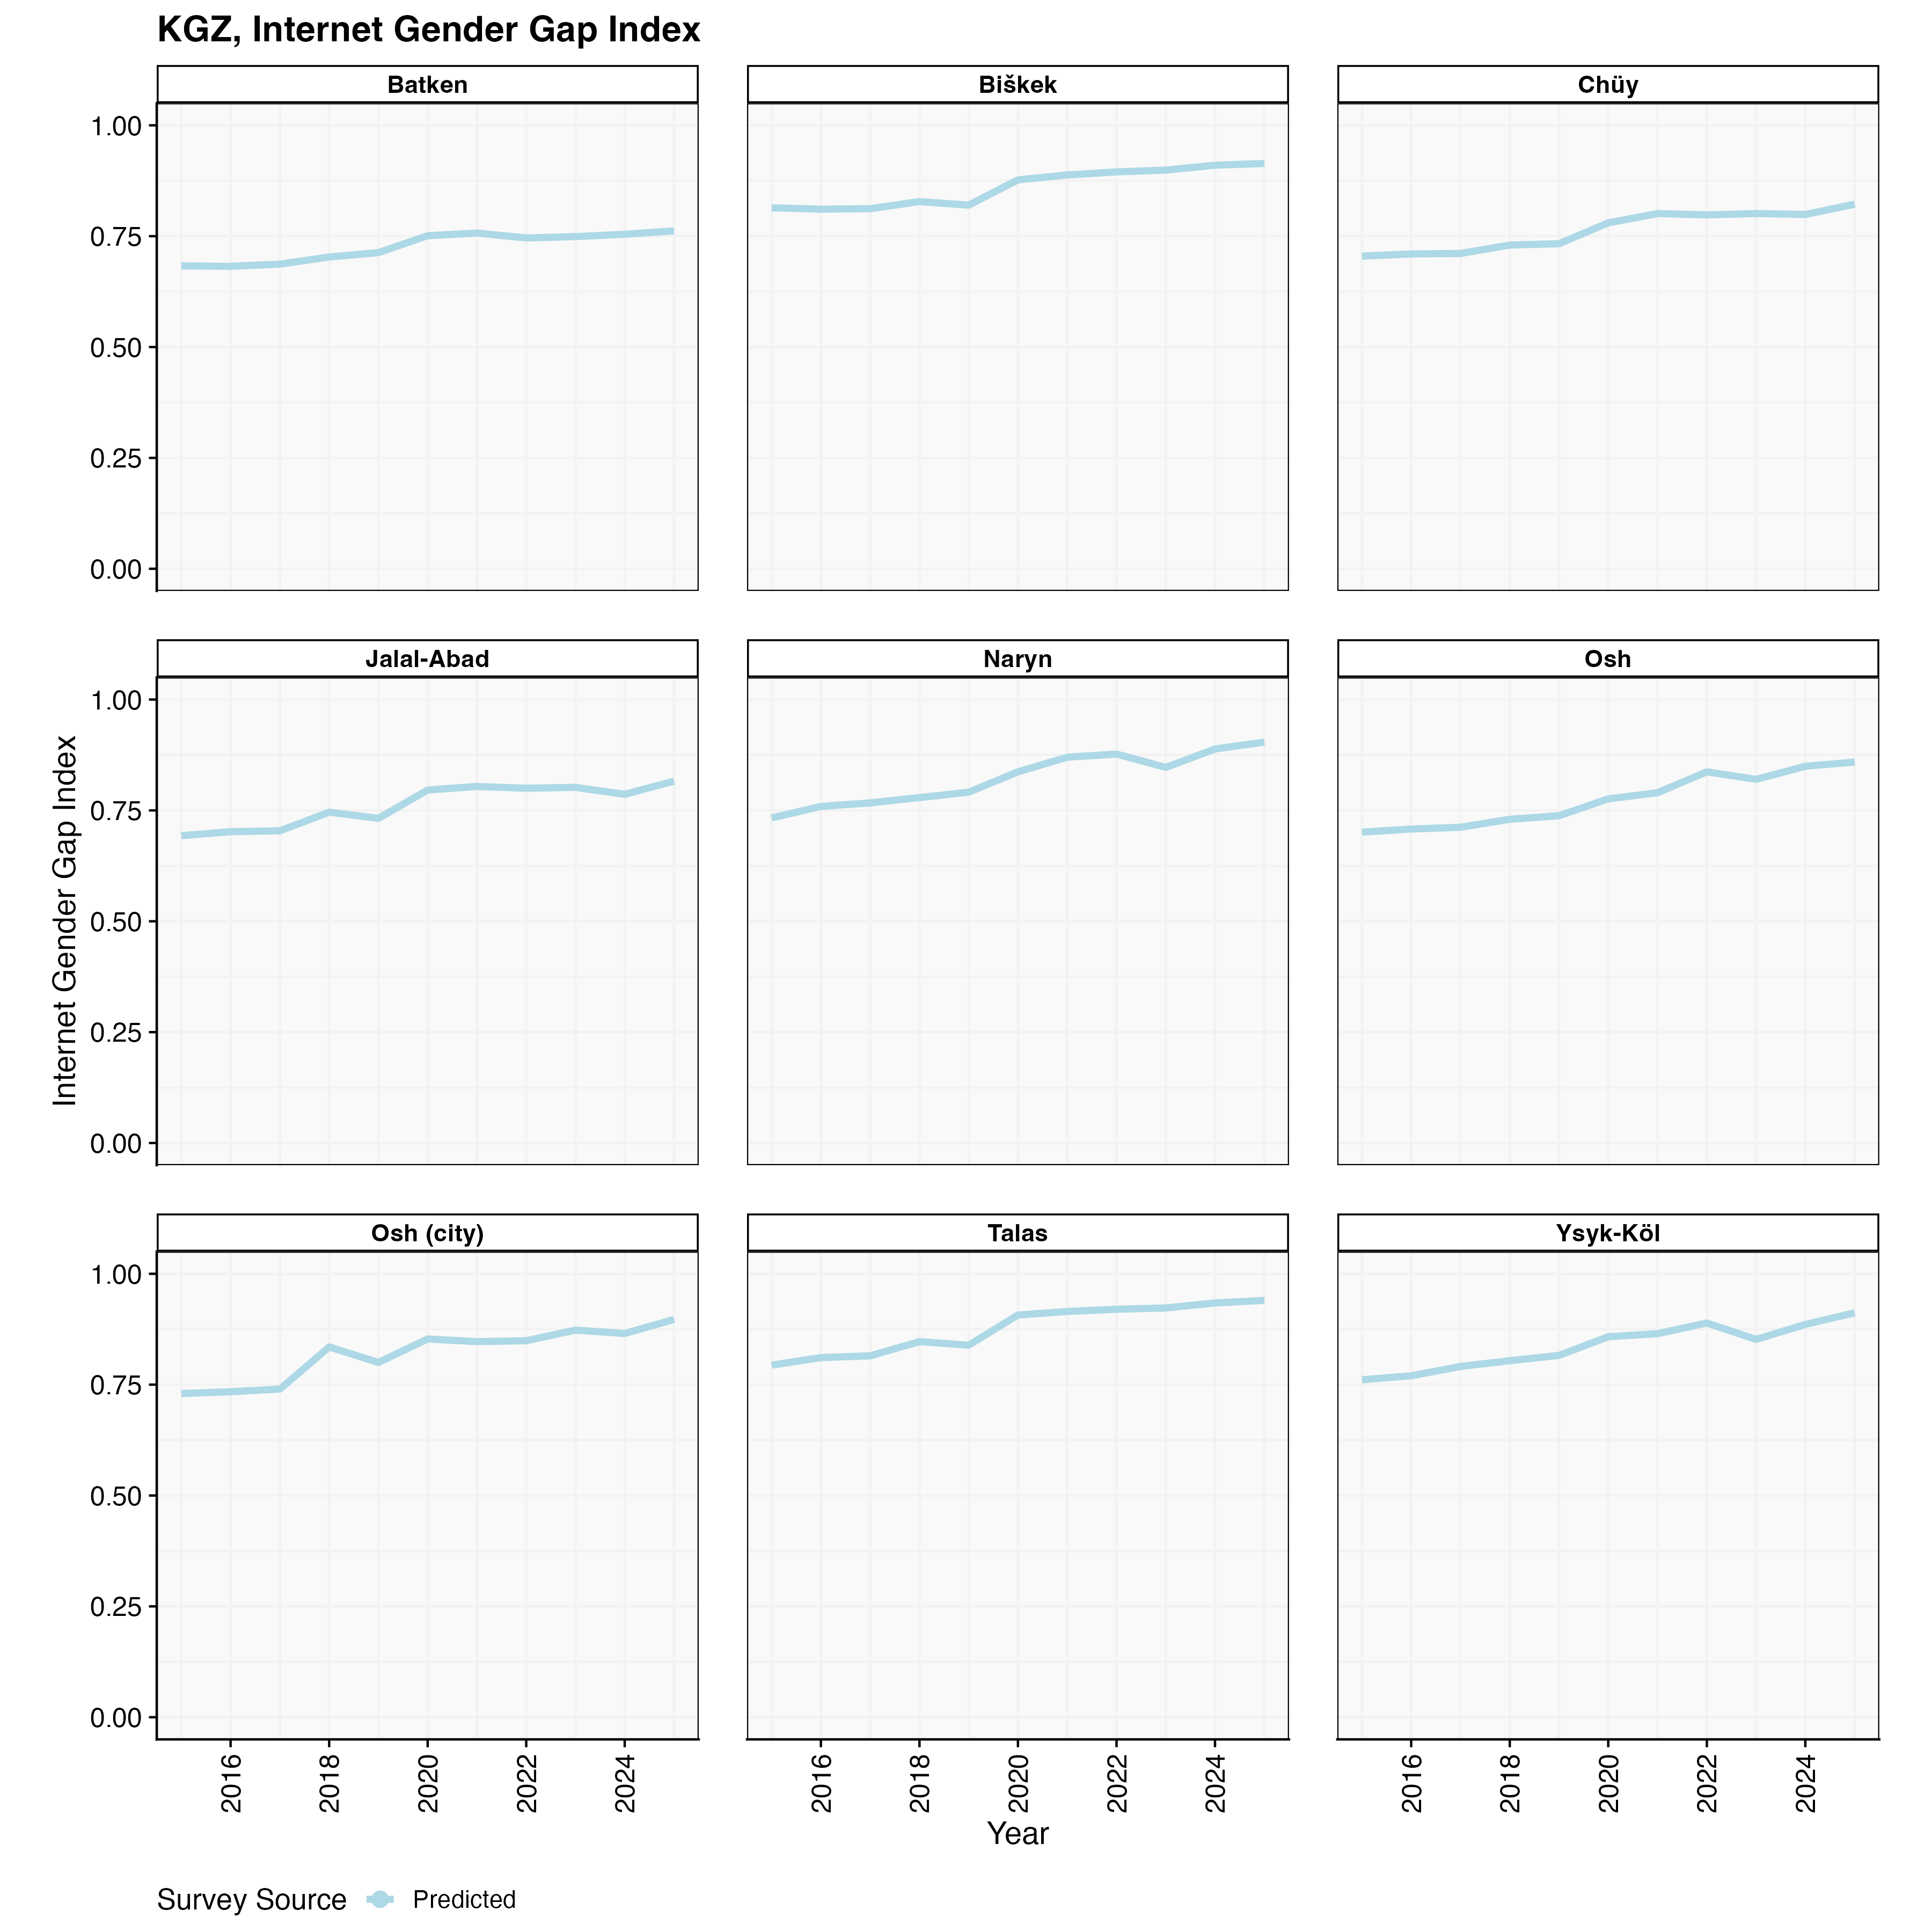 KGZ, Internet Gender Gap Index
Batken
Biškek
Chüy
1.00
0.75
0.50
0.25
0.00
Jalal-Abad
Naryn
Osh
1.00
0.75
0.50
0.25
0.00
Internet Gender Gap Index
Osh (city)
Talas
Ysyk-Köl
1.00
0.75
0.50
0.25
0.00
2016 2018 2020 2022 2024
2016 2018 2020 2022 2024
2016 2018 2020 2022 2024
Year
Survey Source Predicted